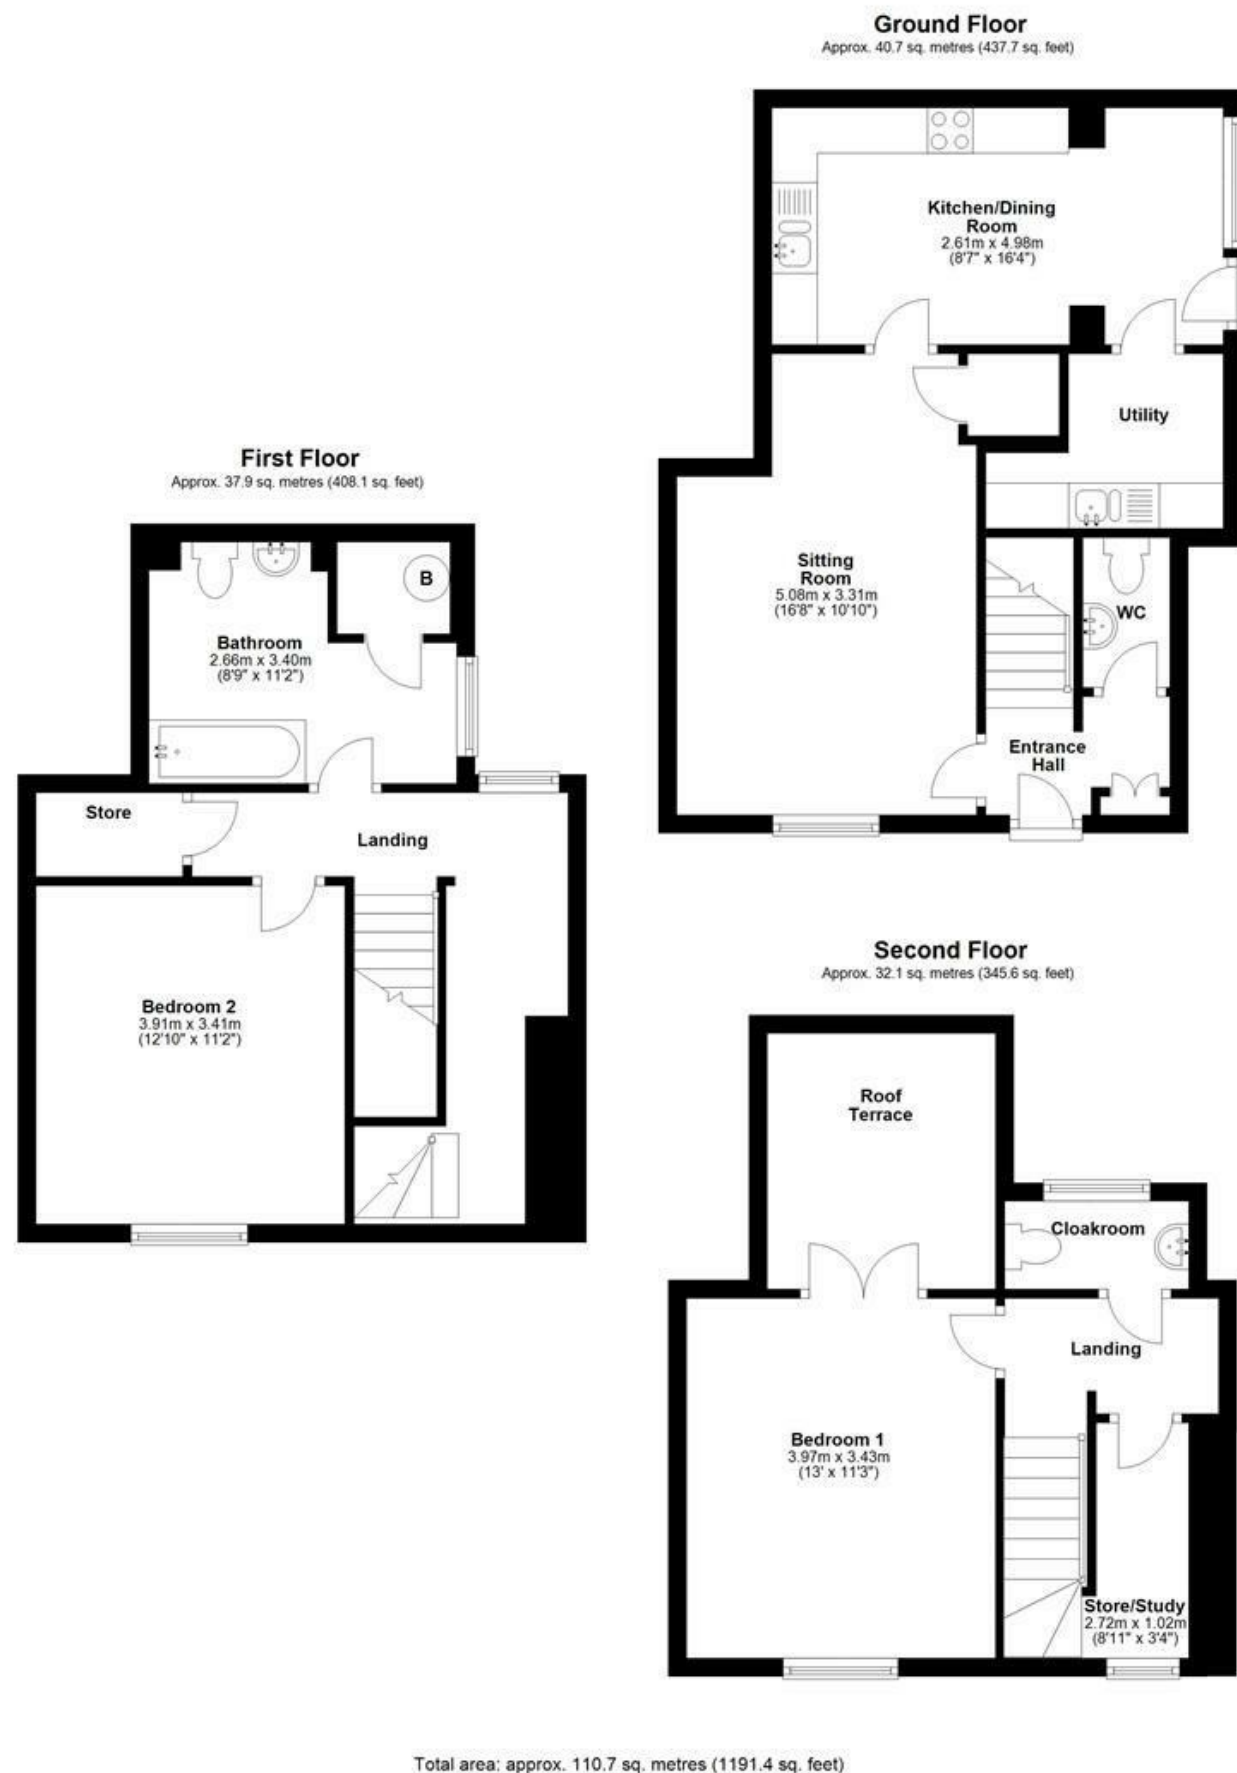 Ground Floor
Approx. 40.7 sq. metres (437.7 sq. feet)
Kitchen/Dining
Room
2.61m x 4.98m
(8'7" x 16'4")
Utility
Sitting
Room
5.08m x 3.31m
(16'8" x 10'10")
WC
Entrance
Hall
First Floor
Approx. 37.9 sq. metres (408.1 sq. feet)
B
Bathroom
2.66m x 3.40m
(8'9" x 11'2")
Store
Landing
Bedroom 2
3.91m x 3.41m
(12'10" x 11'2")
Second Floor
Approx. 32.1 sq. metres (345.6 sq. feet)
Roof
Terrace
Cloakroom
Landing
Bedroom 1
3.97m x 3.43m
(13' x 11'3")
Store/Study
2.72m x 1.02m
(8'11" x 3'4")
Total area: approx. 110.7 sq. metres (1191.4 sq. feet)